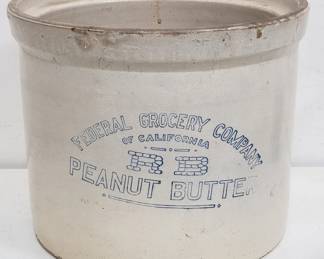 FEDERAL GROCERY COMPANY
OF CALIFORNIA
R B
PEANUT BUTTER